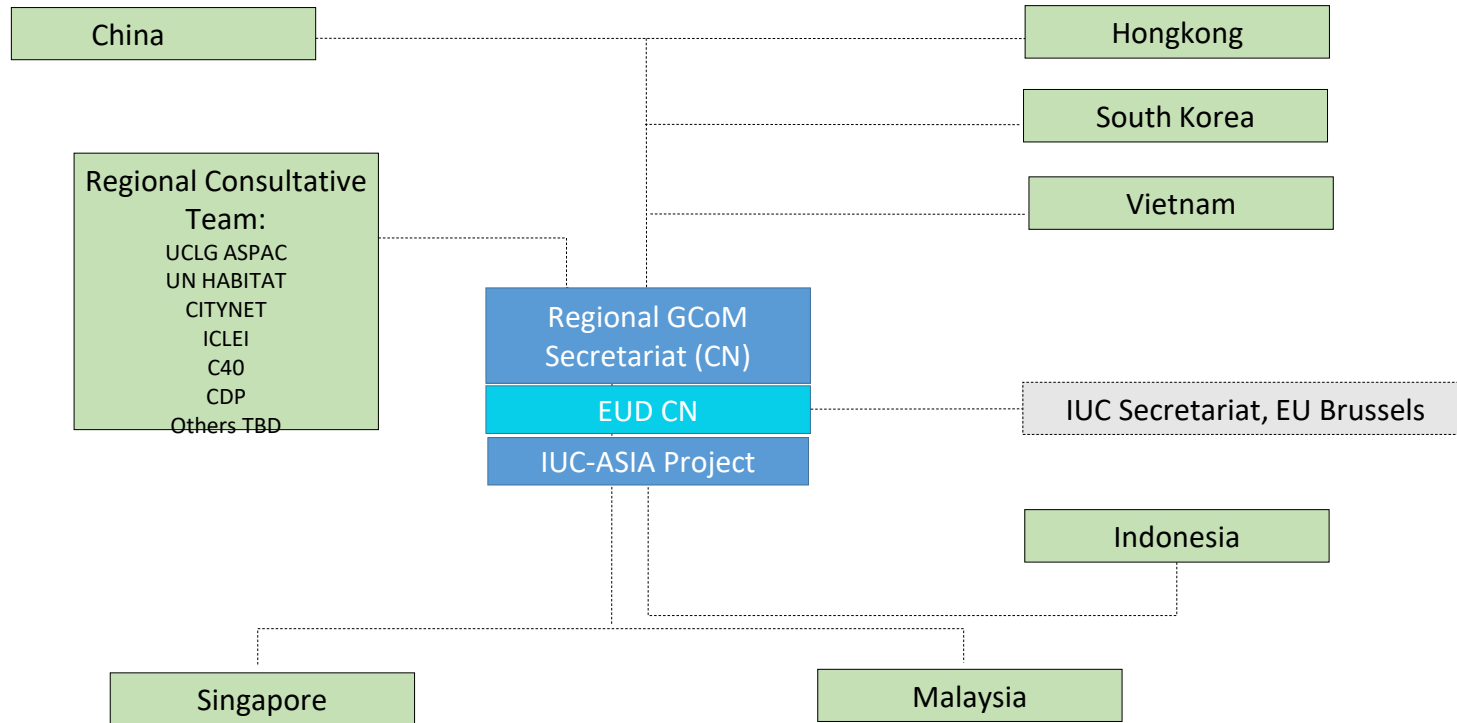 China
Hongkong
South Korea
Regional Consultative
Team:
UCLG ASPAC
UN HABITAT
CITYNET
ICLEI
C40
CDP
Others TBD
Vietnam
Regional GCoM
Secretariat (CN)
EUD CN
IUC-ASIA Project
IUC Secretariat, EU Brussels
Indonesia
Singapore
Malaysia